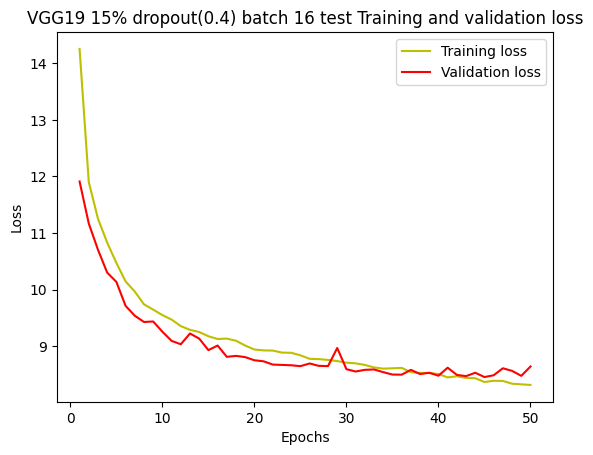 VGG19 15% dropout(0.4) batch 16 test Training and validation loss
Training loss
Validation loss
14
13
12
11
10
9
Loss
0
10
20
30
40
50
Epochs